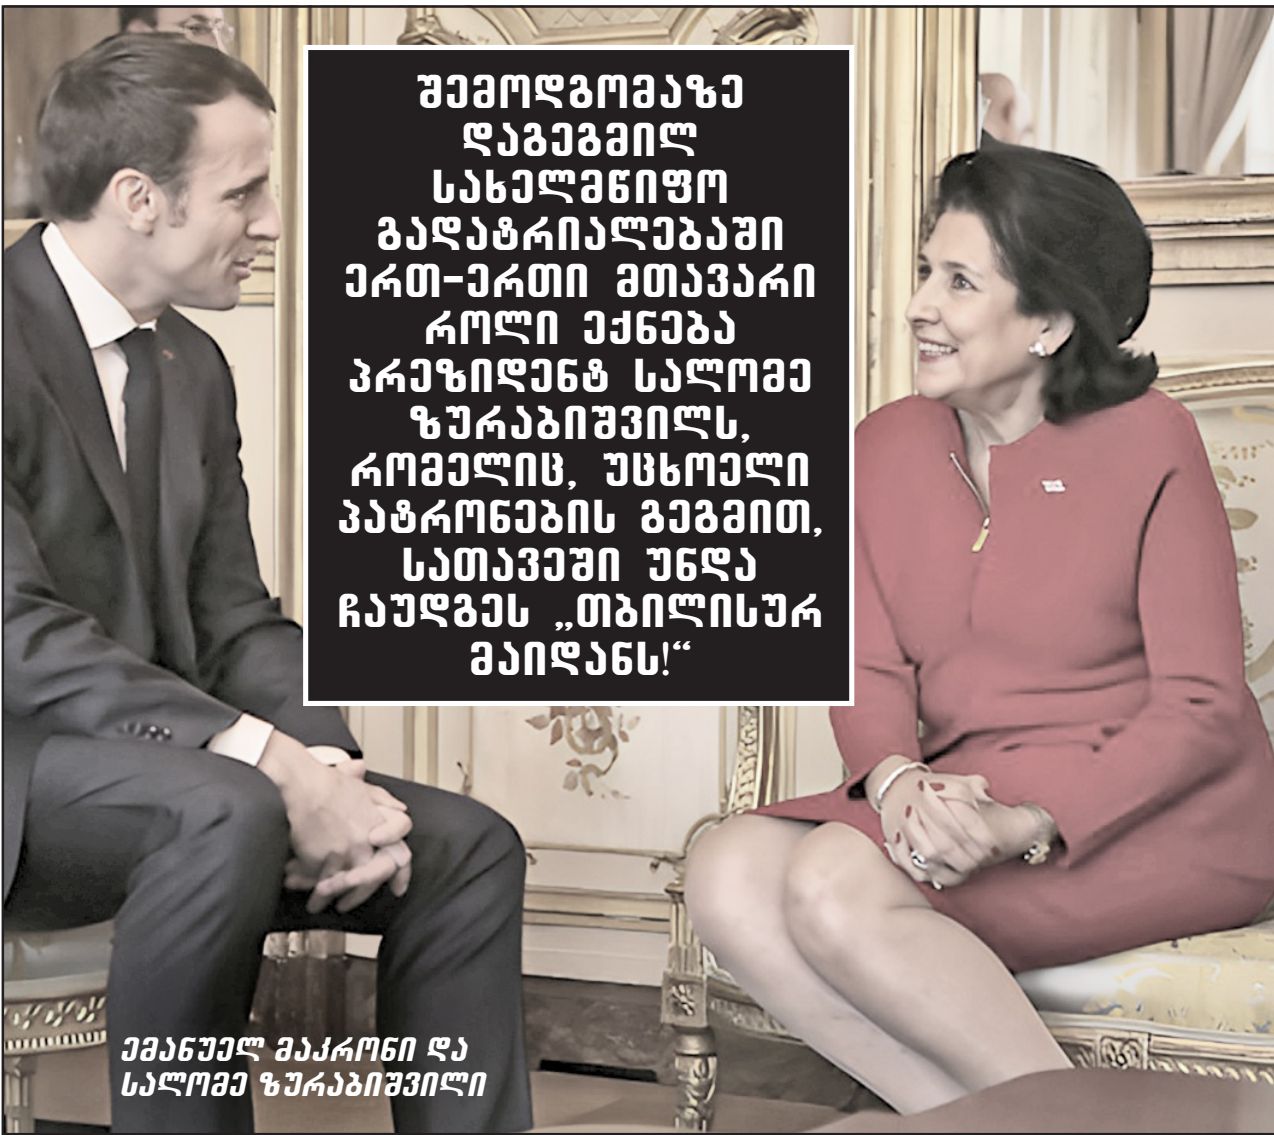 შემოდგომაზე
დაგეგმილ
სახელმწიფო
გადატრიალებაში
ერთ-ერთი მთავარი
როლი ექნება
პრეზიდენტ სალომე
ზურაბიშვილს,
რომელიც, უცხოელი
პატრონების გეგმით,
სათავეში უნდა
ჩაუდგეს „თბილისურ
მაიდანს!“
ემანუელ მაკრონი და
სალომე ზურაბიშვილი